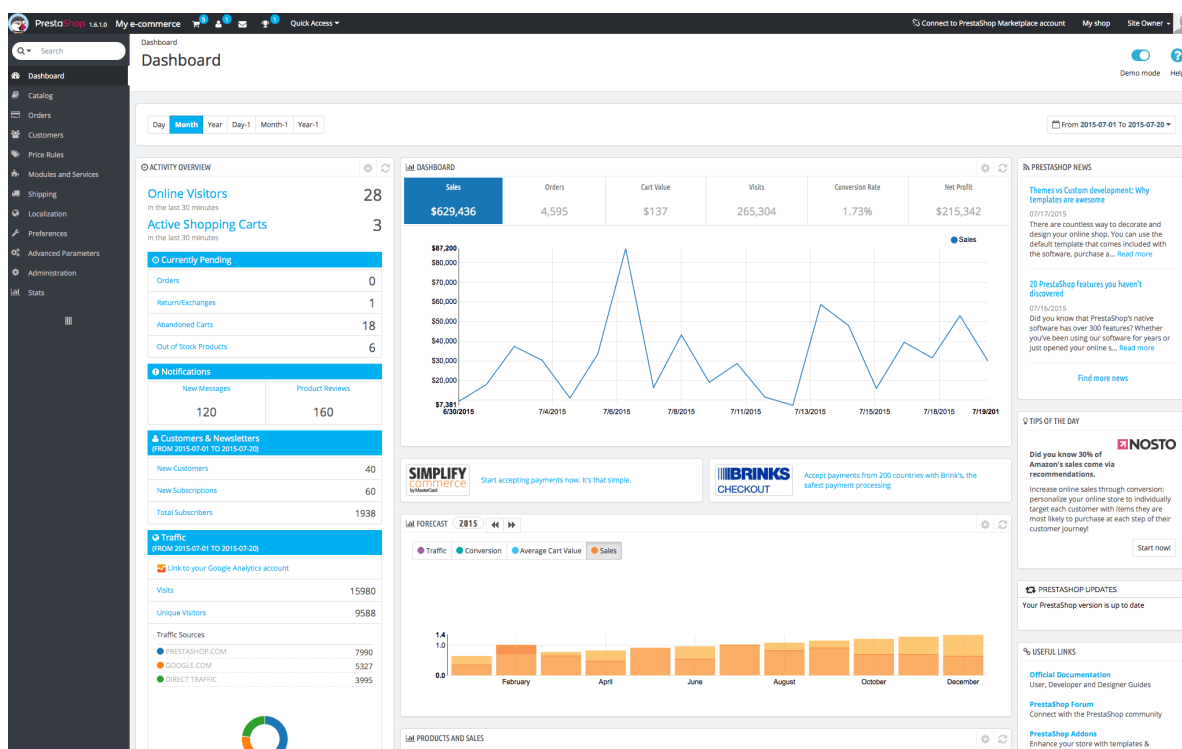 PrestaShop 1.6.1.0 My e-commerce 5 1 1 Quick Access
Connect to PrestaShop Marketplace account My shop Site Owner
Search
Dashboard
Catalog
Orders
Customers
Price Rules
Modules and Services
Shipping
Localization
Preferences
Advanced Parameters
Administration
Stats
Dashboard
Dashboard
Demo mode Help
Day Month Year Day-1 Month-1 Year-1
From 2015-07-01 To 2015-07-20
ACTIVITY OVERVIEW
Online Visitors 28
in the last 30 minutes
Active Shopping Carts 3
in the last 30 minutes
Currently Pending
Orders 0
Return/Exchanges 1
Abandoned Carts 18
Out of Stock Products 6
Notifications
New Messages Product Reviews
120 160
Customers & Newsletters
(FROM 2015-07-01 TO 2015-07-20)
New Customers 40
New Subscriptions 60
Total Subscribers 1938
Traffic
(FROM 2015-07-01 TO 2015-07-20)
Link to your Google Analytics account
Visits 15980
Unique Visitors 9588
Traffic Sources
PRESTASHOP.COM 7990
GOOGLE.COM 5327
DIRECT TRAFFIC 3995
DASHBOARD
Sales Orders Cart Value Visits Conversion Rate Net Profit
$629,436 4,595 $137 265,304 1.73% $215,342
Sales
$87,200
$80,000
$70,000
$60,000
$50,000
$40,000
$30,000
$20,000
$7,381
6/30/2015 7/4/2015 7/6/2015 7/8/2015 7/11/2015 7/13/2015 7/15/2015 7/18/2015 7/19/201
SIMPLIFY
commerce
by MasterCard
Start accepting payments now. It's that simple.
BRINKS
CHECKOUT
Accept payments from 200 countries with Brink's, the
safest payment processing
FORECAST 2015
Traffic Conversion Average Cart Value Sales
1.4
1.0
0.0
February April June August October December
PRODUCTS AND SALES
PRESTASHOP NEWS
Themes vs Custom development: Why
templates are awesome
07/17/2015
There are countless way to decorate and
design your online shop. You can use the
default template that comes included with
the software, purchase a... Read more
20 PrestaShop features you haven't
discovered
07/16/2015
Did you know that PrestaShop's native
software has over 300 features? Whether
you've been using our software for years or
just opened your online s... Read more
Find more news
TIPS OF THE DAY
NOSTO
Did you know 30% of
Amazon's sales come via
recommendations.
Increase online sales through conversion:
personalize your online store to individually
target each customer with items they are
most likely to purchase at each step of their
customer journey!
Start now!
PRESTASHOP UPDATES
Your PrestaShop version is up to date
USEFUL LINKS
Official Documentation
User, Developer and Designer Guides
PrestaShop Forum
Connect with the PrestaShop community
PrestaShop Addons
Enhance your store with templates &